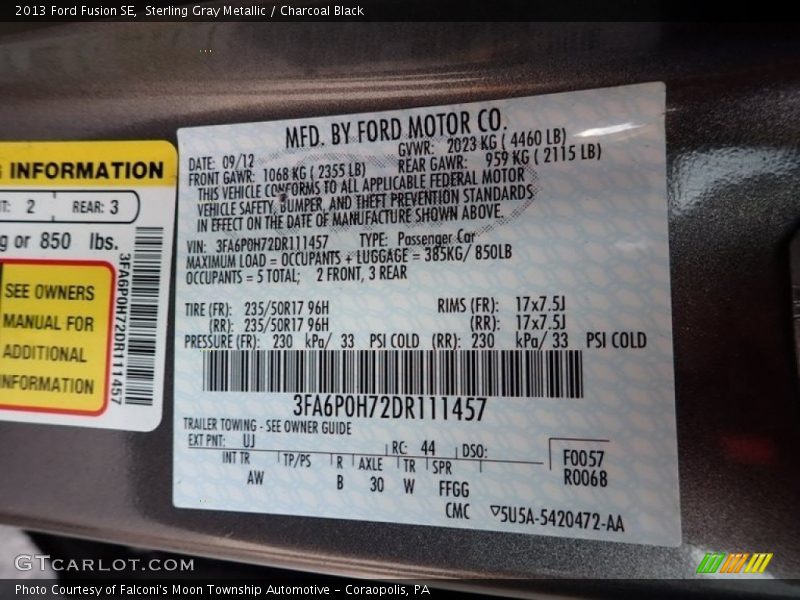 2013 Ford Fusion SE, Sterling Gray Metallic / Charcoal Black
INFORMATION
2 REAR: 3
or 850 lbs.
SEE OWNERS
MANUAL FOR
ADDITIONAL
INFORMATION
3FA6P0H72DR111457
MFD. BY FORD MOTOR CO.
DATE: 09/12 GVWR: 2023 KG ( 4460 LB)
FRONT GAWR: 1068 KG ( 2355 LB) REAR GAWR: 959 KG ( 2115 LB)
THIS VEHICLE CONFORMS TO ALL APPLICABLE FEDERAL MOTOR
VEHICLE SAFETY, BUMPER, AND THEFT PREVENTION STANDARDS
IN EFFECT ON THE DATE OF MANUFACTURE SHOWN ABOVE.
VIN: 3FA6P0H72DR111457 TYPE: Passenger Car
MAXIMUM LOAD = OCCUPANTS + LUGGAGE = 385KG/ 850LB
OCCUPANTS = 5 TOTAL; 2 FRONT, 3 REAR
TIRE (FR): 235/50R17 96H RIMS (FR): 17x7.5J
(RR): 235/50R17 96H (RR): 17x7.5J
PRESSURE (FR): 230 kPa/ 33 PSI COLD (RR): 230 kPa/ 33 PSI COLD
3FA6P0H72DR111457
TRAILER TOWING - SEE OWNER GUIDE
EXT PNT: UJ RC: 44 DSO: F0057
INT TR TP/PS R AXLE TR SPR R0068
AW B 30 W FFGG
CMC ▽5U5A-5420472-AA
GTCARLOT.COM
Photo Courtesy of Falconi's Moon Township Automotive – Coraopolis, PA